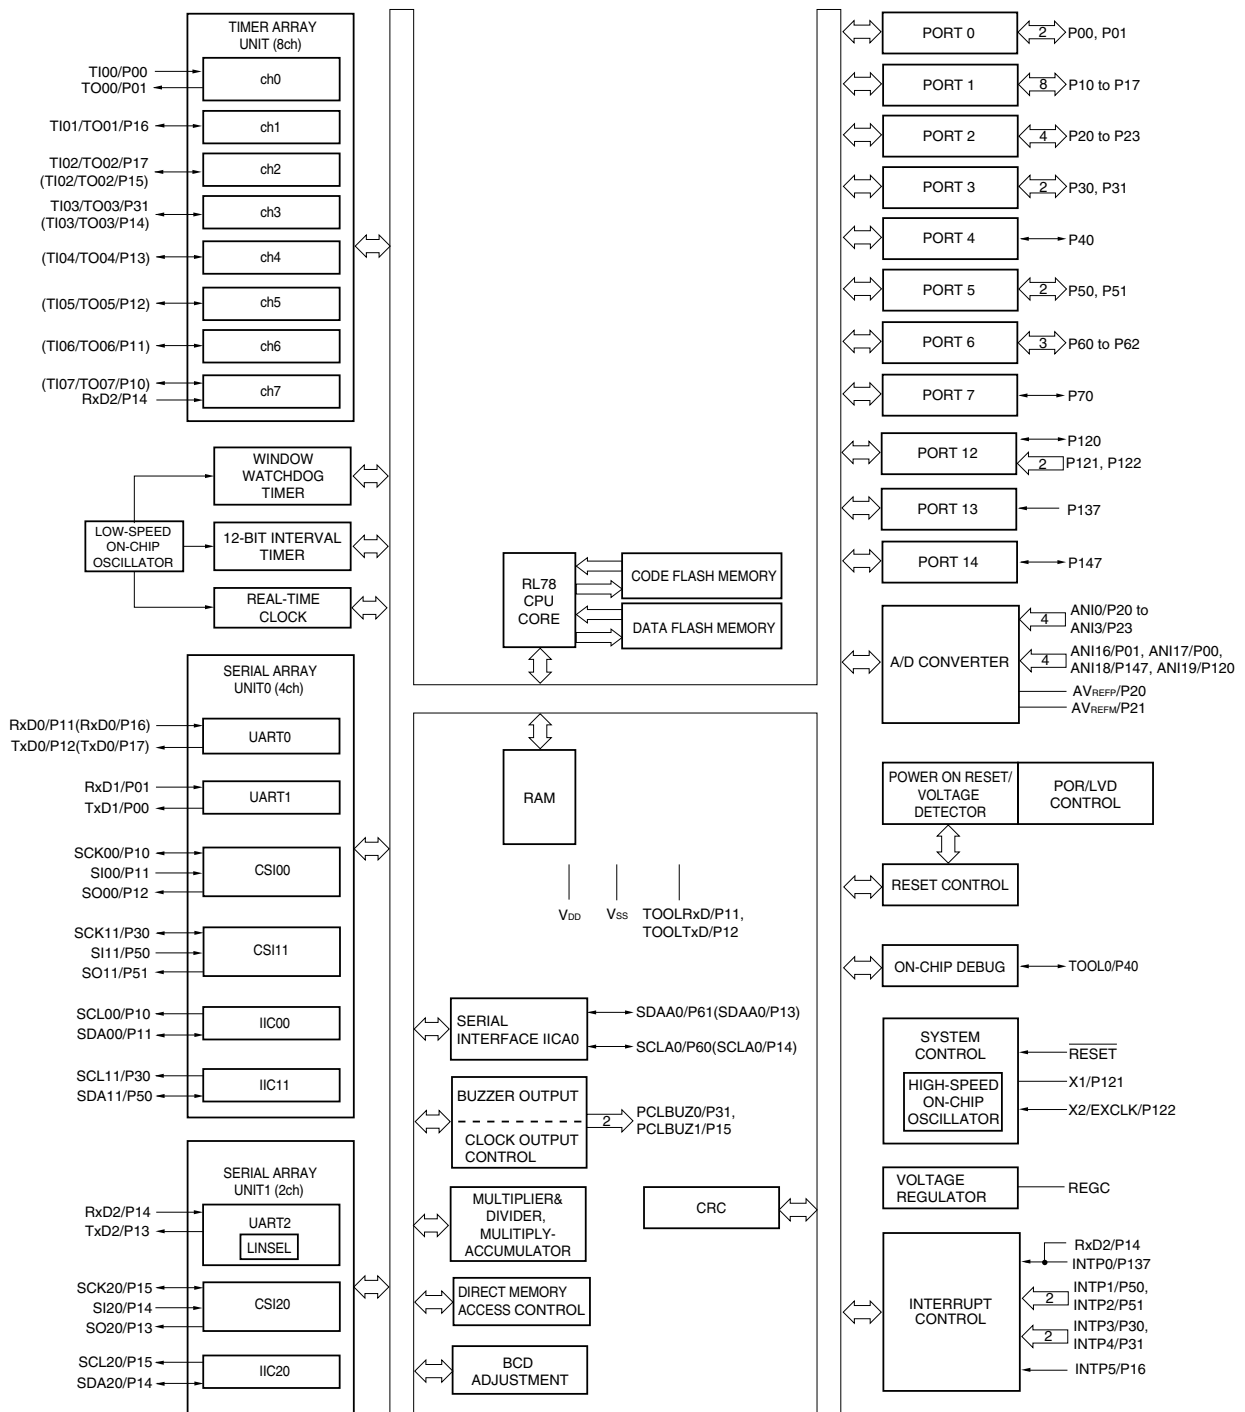 TIMER ARRAY
UNIT (8ch)
TI00/P00
TO00/P01
ch0
TI01/TO01/P16
ch1
TI02/TO02/P17
(TI02/TO02/P15)
ch2
TI03/TO03/P31
(TI03/TO03/P14)
ch3
(TI04/TO04/P13)
ch4
(TI05/TO05/P12)
ch5
(TI06/TO06/P11)
ch6
(TI07/TO07/P10)
RxD2/P14
ch7
WINDOW
WATCHDOG
TIMER
LOW-SPEED
ON-CHIP
OSCILLATOR
12-BIT INTERVAL
TIMER
REAL-TIME
CLOCK
SERIAL ARRAY
UNIT0 (4ch)
RxD0/P11(RxD0/P16)
TxD0/P12(TxD0/P17)
UART0
RxD1/P01
TxD1/P00
UART1
SCK00/P10
SI00/P11
SO00/P12
CSI00
SCK11/P30
SI11/P50
SO11/P51
CSI11
SCL00/P10
SDA00/P11
IIC00
SCL11/P30
SDA11/P50
IIC11
SERIAL ARRAY
UNIT1 (2ch)
RxD2/P14
TxD2/P13
UART2
LINSEL
SCK20/P15
SI20/P14
SO20/P13
CSI20
SCL20/P15
SDA20/P14
IIC20
RL78
CPU
CORE
CODE FLASH MEMORY
DATA FLASH MEMORY
RAM
VDD
VSS
TOOLRxD/P11,
TOOLTxD/P12
SERIAL
INTERFACE IICA0
SDAA0/P61(SDAA0/P13)
SCLA0/P60(SCLA0/P14)
BUZZER OUTPUT
CLOCK OUTPUT
CONTROL
2
PCLBUZ0/P31,
PCLBUZ1/P15
MULTIPLIER&
DIVIDER,
MULITIPLY-
ACCUMULATOR
CRC
DIRECT MEMORY
ACCESS CONTROL
BCD
ADJUSTMENT
PORT 0
2
P00, P01
PORT 1
8
P10 to P17
PORT 2
4
P20 to P23
PORT 3
2
P30, P31
PORT 4
P40
PORT 5
2
P50, P51
PORT 6
3
P60 to P62
PORT 7
P70
PORT 12
P120
2
P121, P122
PORT 13
P137
PORT 14
P147
A/D CONVERTER
4
ANI0/P20 to
ANI3/P23
4
ANI16/P01, ANI17/P00,
ANI18/P147, ANI19/P120
AVREFP/P20
AVREFM/P21
POWER ON RESET/
VOLTAGE
DETECTOR
POR/LVD
CONTROL
RESET CONTROL
ON-CHIP DEBUG
TOOL0/P40
SYSTEM
CONTROL
HIGH-SPEED
ON-CHIP
OSCILLATOR
RESET
X1/P121
X2/EXCLK/P122
VOLTAGE
REGULATOR
REGC
INTERRUPT
CONTROL
RxD2/P14
INTP0/P137
2
INTP1/P50,
INTP2/P51
2
INTP3/P30,
INTP4/P31
INTP5/P16